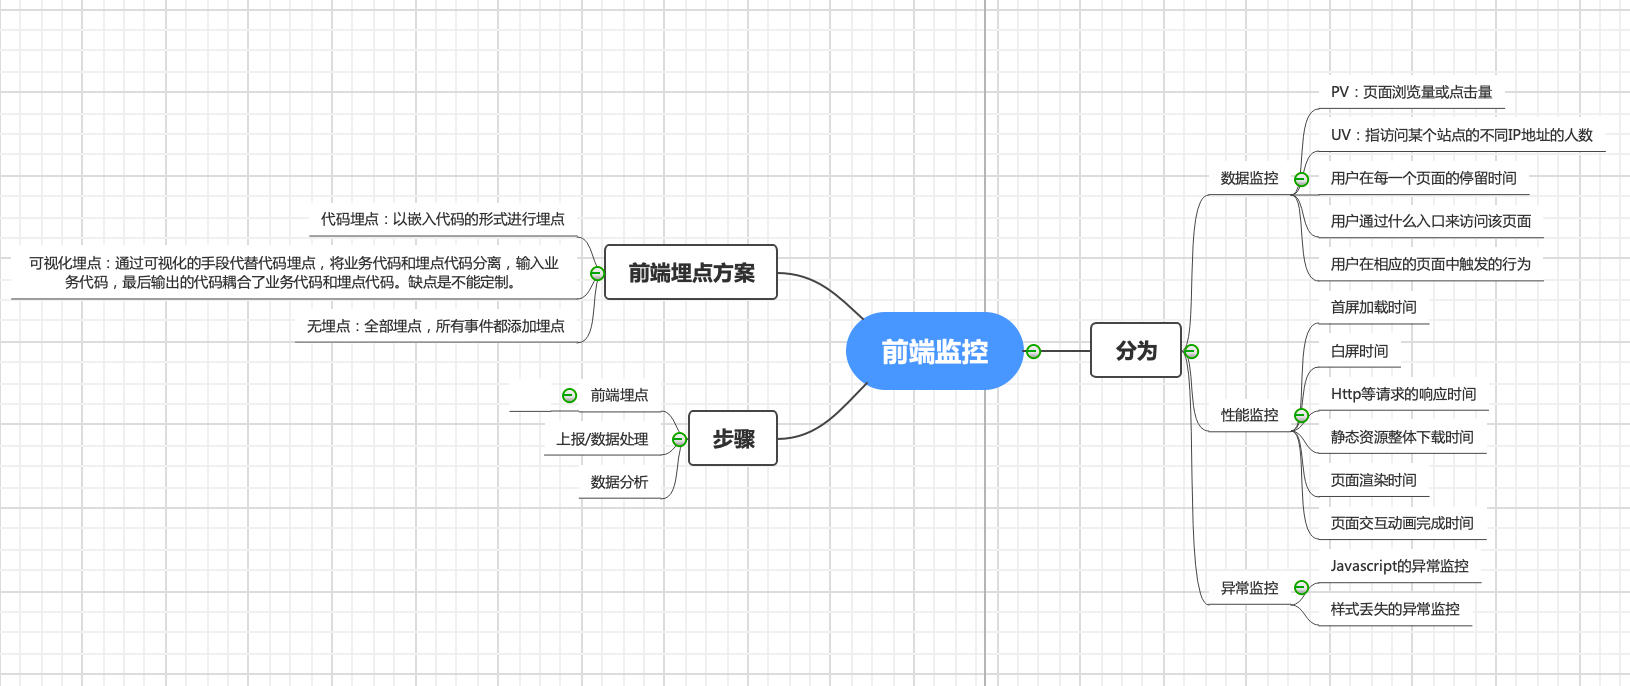 前端监控
分为
数据监控
PV：页面浏览量或点击量
UV：指访问某个站点的不同IP地址的人数
用户在每一个页面的停留时间
用户通过什么入口来访问该页面
用户在相应的页面中触发的行为
性能监控
首屏加载时间
白屏时间
Http等请求的响应时间
静态资源整体下载时间
页面渲染时间
页面交互动画完成时间
异常监控
Javascript的异常监控
样式丢失的异常监控
前端埋点方案
代码埋点：以嵌入代码的形式进行埋点
可视化埋点：通过可视化的手段代替代码埋点，将业务代码和埋点代码分离，输入业
务代码，最后输出的代码耦合了业务代码和埋点代码。缺点是不能定制。
无埋点：全部埋点，所有事件都添加埋点
步骤
前端埋点
上报/数据处理
数据分析